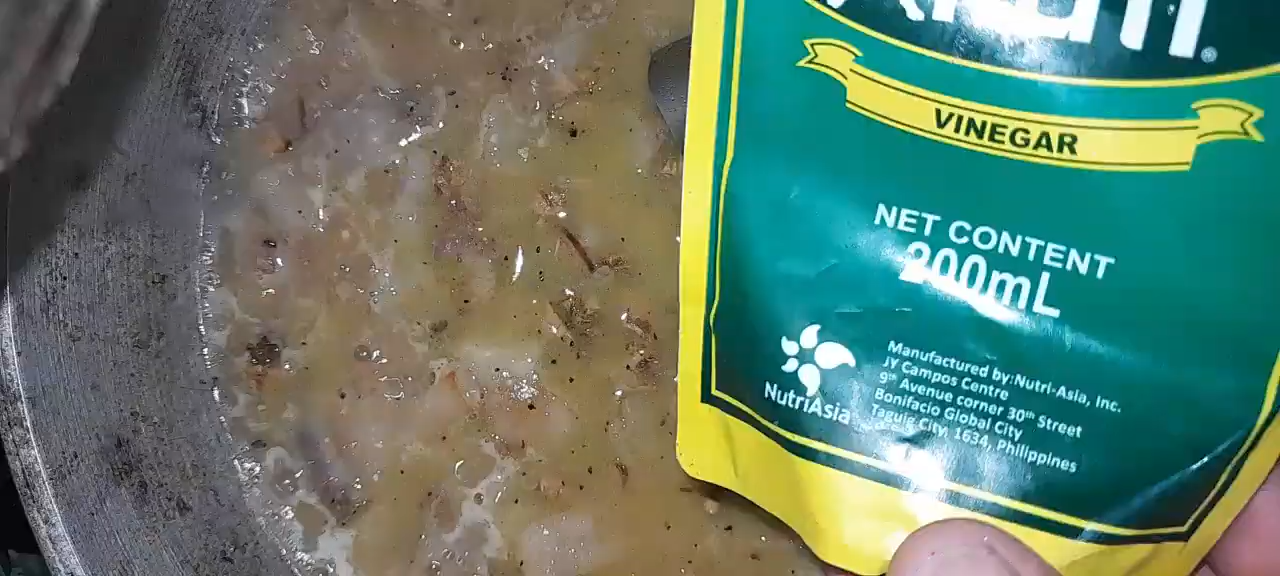 VINEGAR
NET CONTENT
200mL
NutriAsia
Manufactured by:Nutri-Asia, Inc.
JY Campos Centre
9th Avenue corner 30th Street
Bonifacio Global City
Taguig City, 1634, Philippines